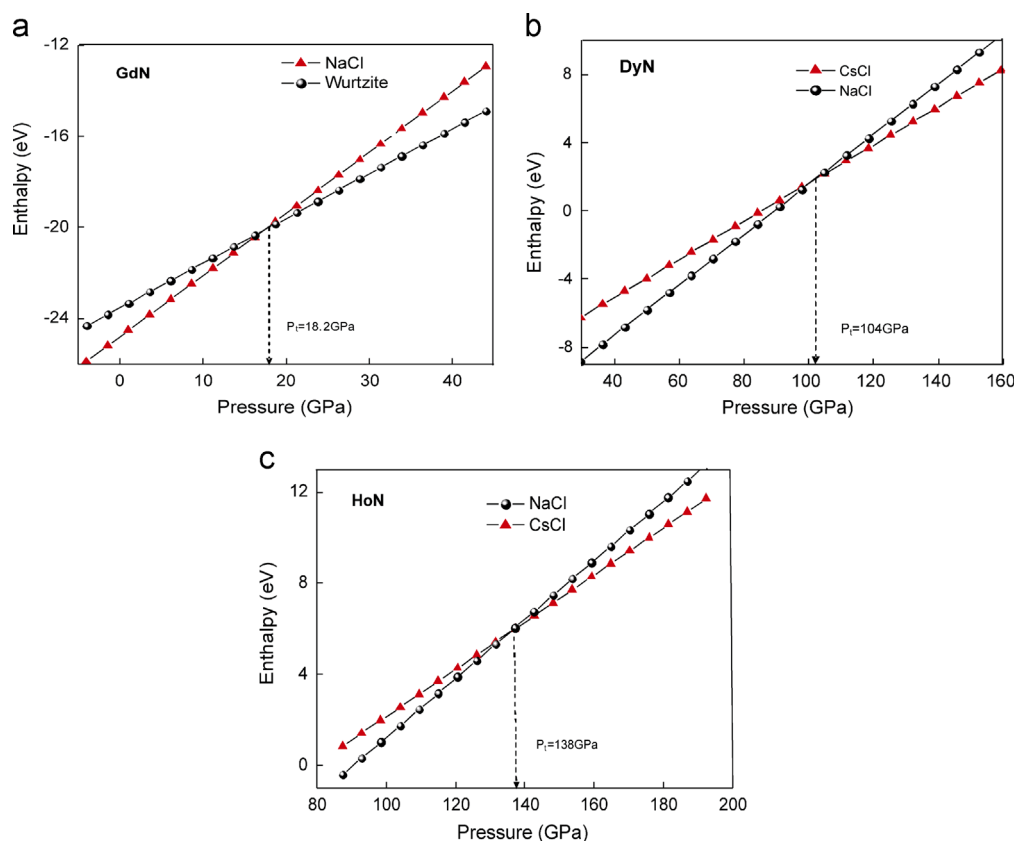 a
GdN
NaCl
Wurtzite
-12
-16
-20
-24
Enthalpy (eV)
P t=18.2GPa
0
10
20
30
40
Pressure (GPa)
b
DyN
CsCl
NaCl
8
4
0
-4
-8
Enthalpy (eV)
P t=104GPa
40
60
80
100
120
140
160
Pressure (GPa)
c
HoN
NaCl
CsCl
12
8
4
0
Enthalpy (eV)
P t=138GPa
80
100
120
140
160
180
200
Pressure (GPa)